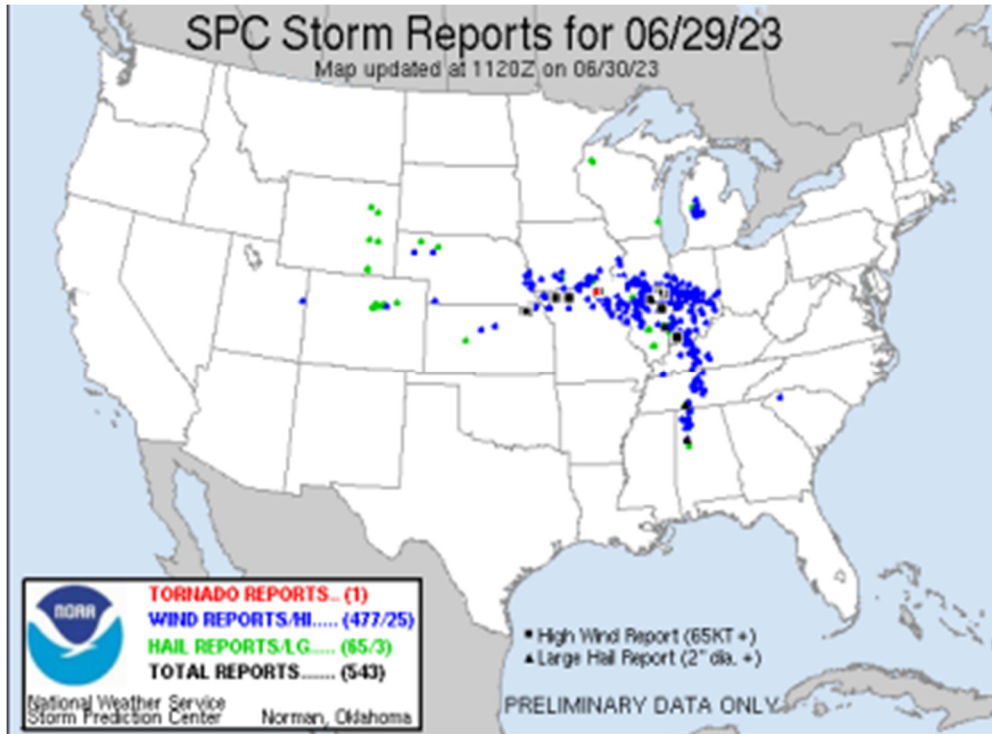 SPC Storm Reports for 06/29/23
Map updated at 1120Z on 06/30/23
NOAA
TORNADO REPORTS.. (1)
WIND REPORTS/HI..... (477/25)
HAIL REPORTS/LG..... (65/3)
TOTAL REPORTS....... (543)
National Weather Service
Storm Prediction Center Norman, Oklahoma
High Wind Report (65KT +)
Large Hail Report (2" dia. +)
PRELIMINARY DATA ONLY